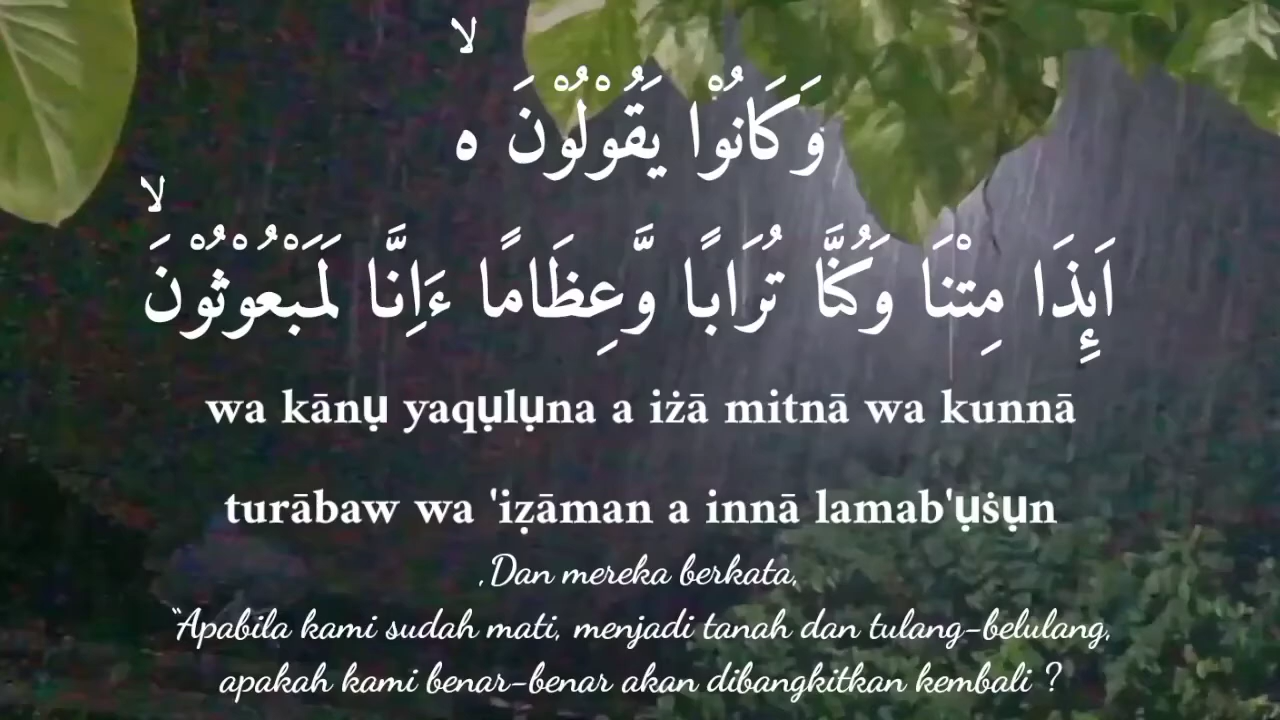 وَكَانُوْا يَقُوْلُوْنَ ەۙ
اَىِٕذَا مِتْنَا وَكُنَّا تُرَابًا وَّعِظَامًا ءَاِنَّا لَمَبْعُوْثُوْنَۙ
wa kānụ yaqụlụna a iżā mitnā wa kunnā
turābaw wa 'iẓāman a innā lamab'ụṡụn
,Dan mereka berkata,
“Apabila kami sudah mati, menjadi tanah dan tulang-belulang,
apakah kami benar-benar akan dibangkitkan kembali ?